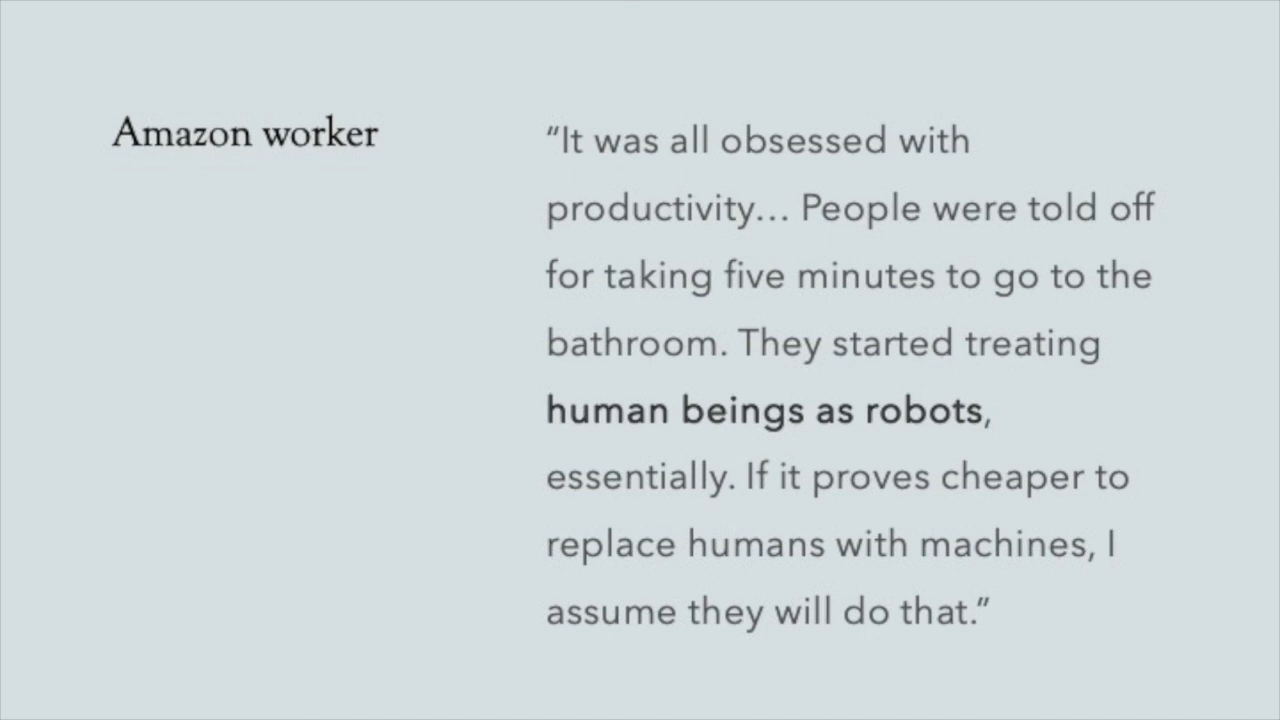 Amazon worker
“It was all obsessed with
productivity… People were told off
for taking five minutes to go to the
bathroom. They started treating
human beings as robots,
essentially. If it proves cheaper to
replace humans with machines, I
assume they will do that.”